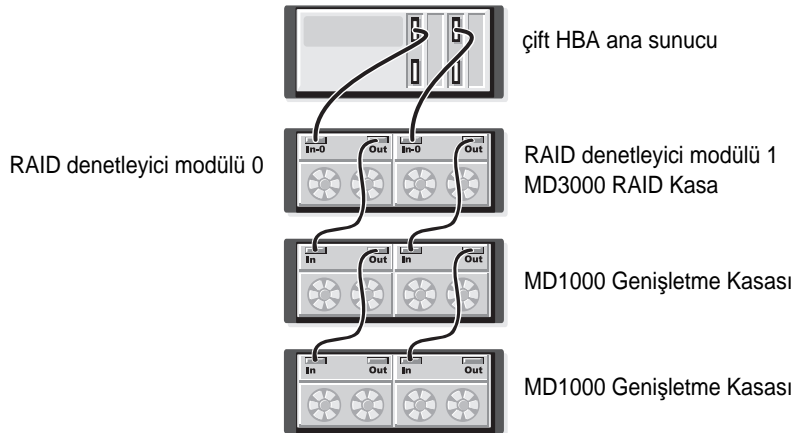 çift HBA ana sunucu
In-0 Out In-0 Out
RAID denetleyici modülü 0
RAID denetleyici modülü 1
MD3000 RAID Kasa
In Out In Out
MD1000 Genişletme Kasası
In Out In Out
MD1000 Genişletme Kasası